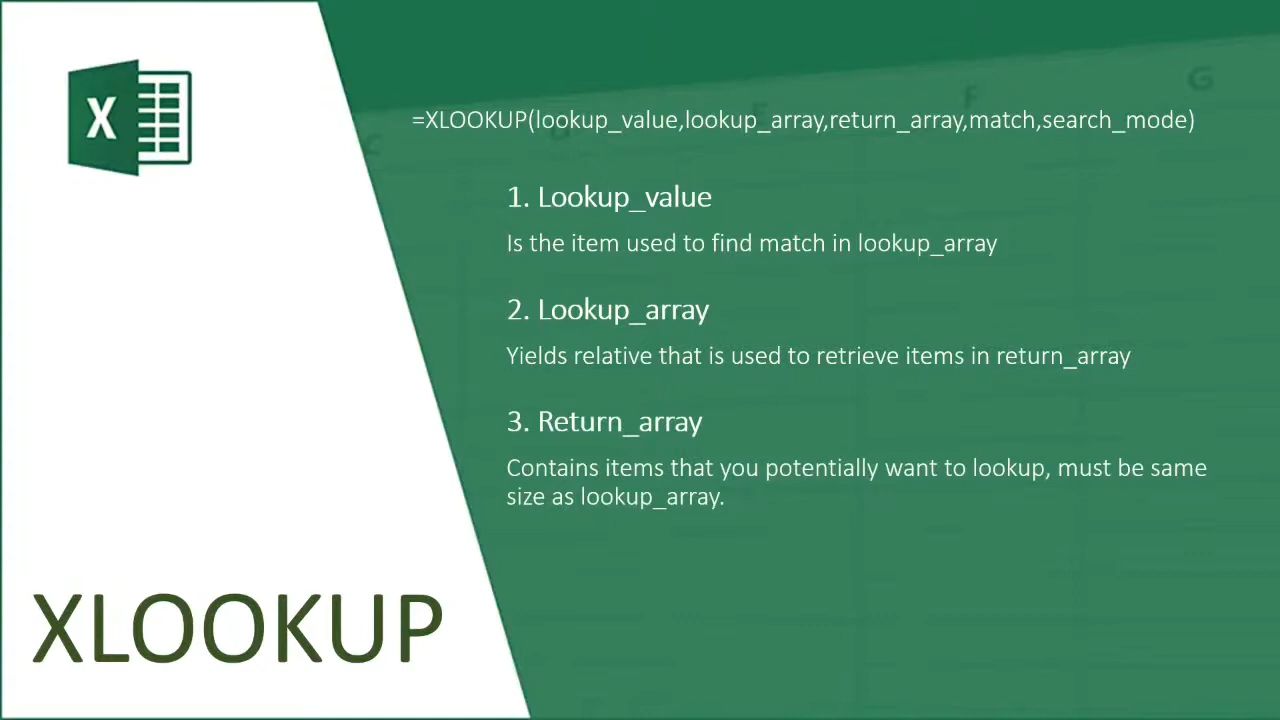 X
G
F
E
D
C
=XLOOKUP(lookup_value,lookup_array,return_array,match,search_mode)
1. Lookup_value
Is the item used to find match in lookup_array
2. Lookup_array
Yields relative that is used to retrieve items in return_array
3. Return_array
Contains items that you potentially want to lookup, must be same
size as lookup_array.
XLOOKUP